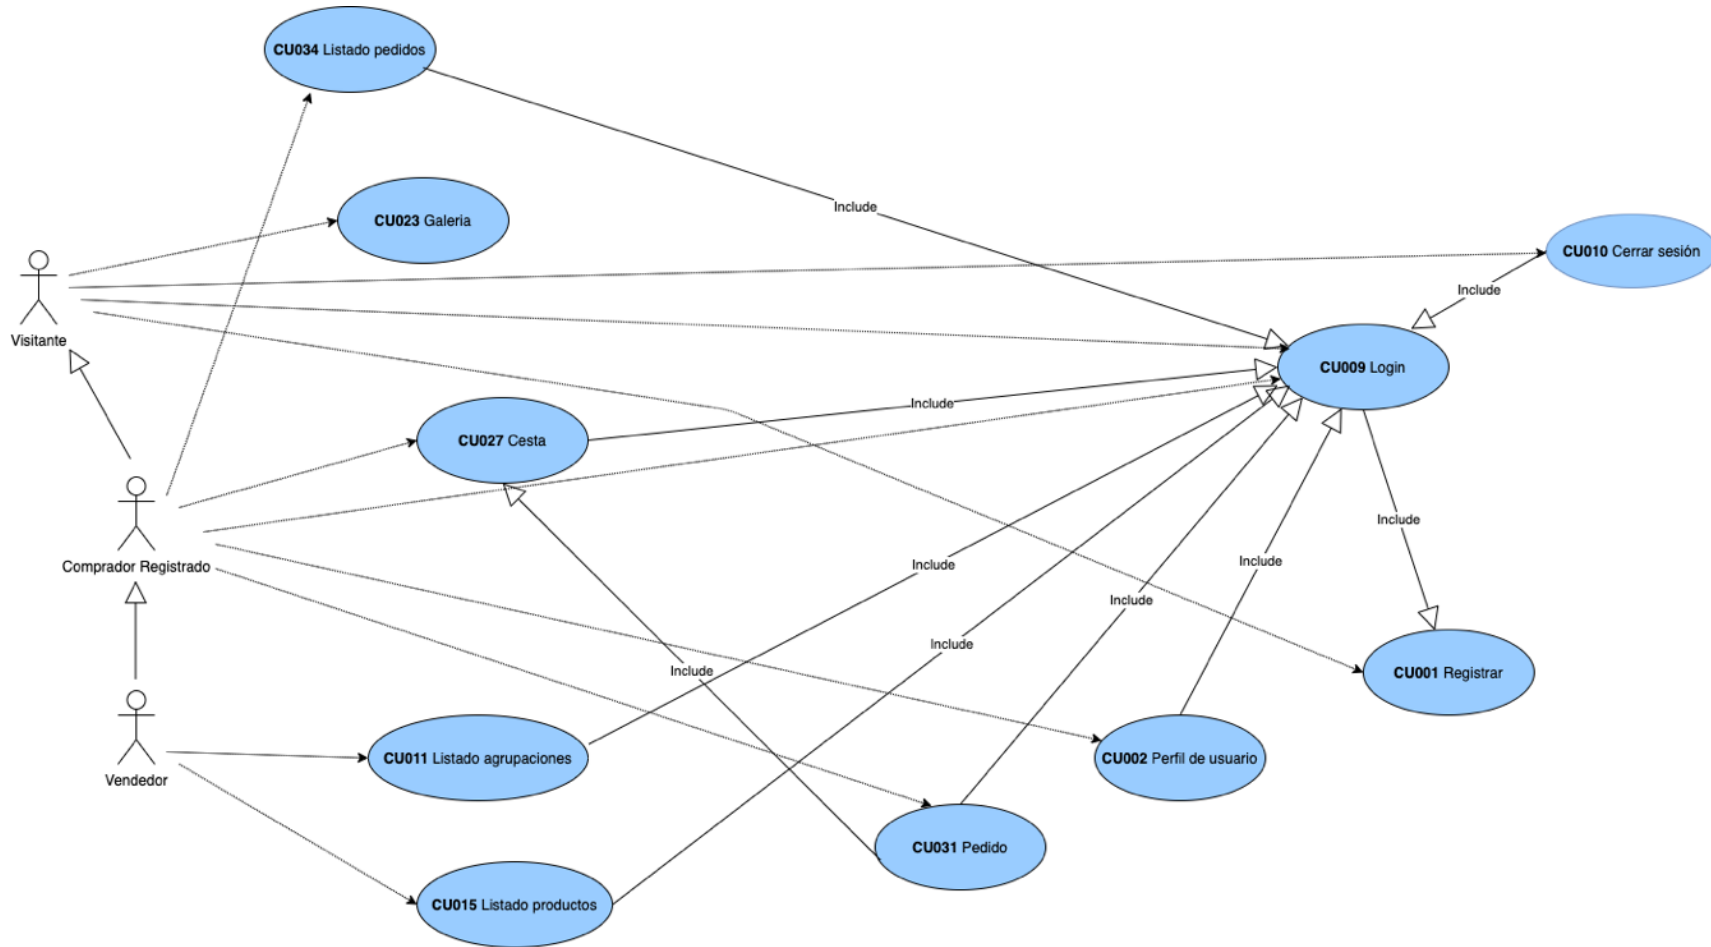 CU034 Listado pedidos
Include
CU023 Galeria
CU010 Cerrar sesión
Include
Visitante
CU009 Login
Include
CU027 Cesta
Include
Comprador Registrado
Include
Include
Include
Include
Include
CU001 Registrar
Include
CU011 Listado agrupaciones
CU002 Perfil de usuario
Vendedor
CU031 Pedido
CU015 Listado productos